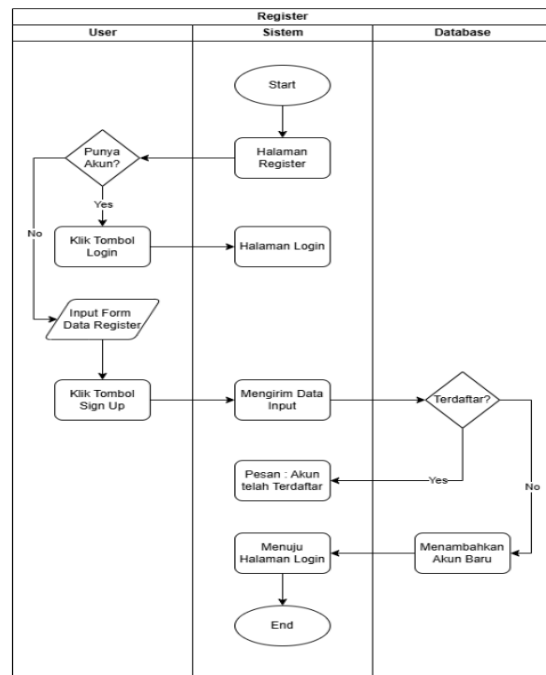 Register
User
Sistem
Database
Start
Punya
Akun?
Halaman
Register
Yes
No
Klik Tombol
Login
Halaman Login
Input Form
Data Register
Klik Tombol
Sign Up
Mengirim Data
Input
Terdaftar?
Pesan : Akun
telah Terdaftar
Yes
No
Menuju
Halaman Login
Menambahkan
Akun Baru
End